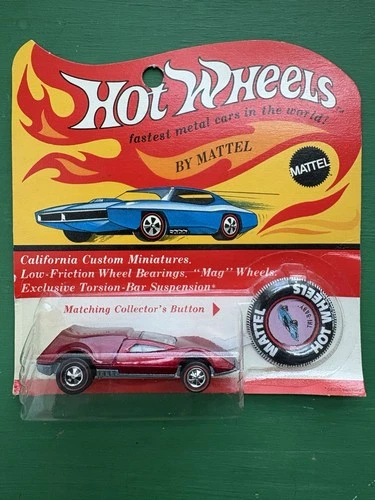 HOT WHEELS
fastest metal cars in the world!
BY MATTEL
MATTEL
California Custom Miniatures.
Low-Friction Wheel Bearings, "Mag" Wheels.
Exclusive Torsion-Bar Suspension*
Matching Collector's Button
MATTEL
HOT WHEELS